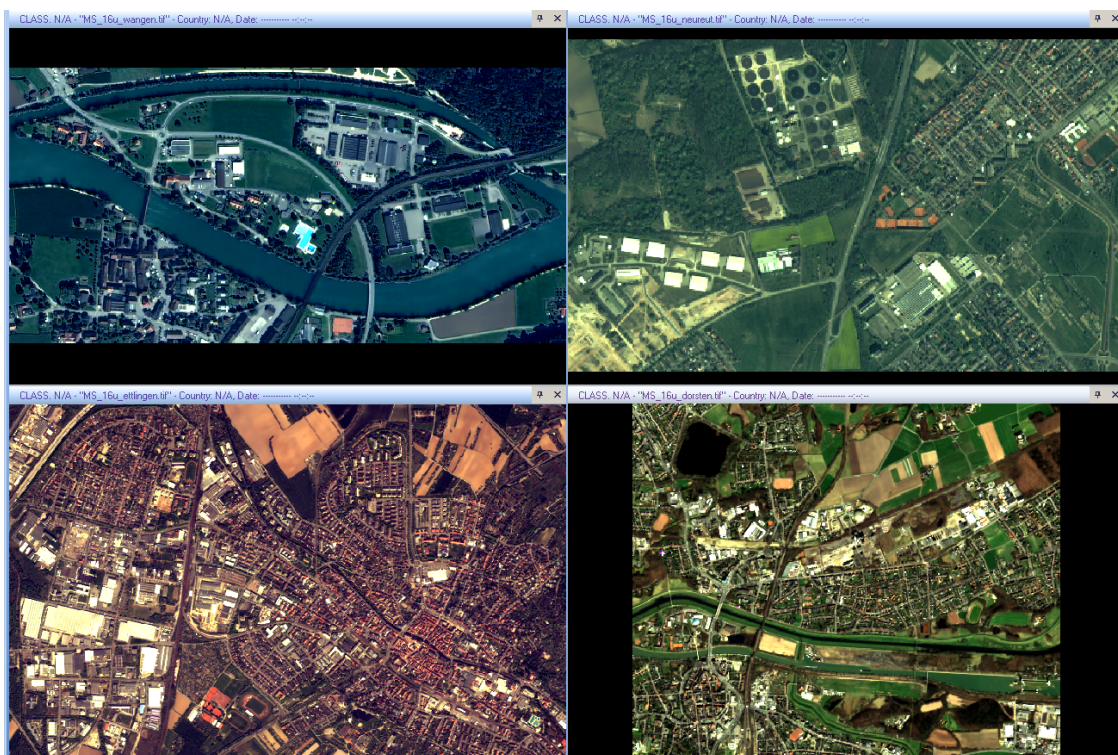 CLASS. N/A - "MS_16u_wangen.tif" - Country: N/A, Date: ----------- --:--:--
CLASS. N/A - "MS_16u_neureut.tif" - Country: N/A, Date: ----------- --:--:--
CLASS. N/A - "MS_16u_ettlingen.tif" - Country: N/A, Date: ----------- --:--:--
CLASS. N/A - "MS_16u_dorsten.tif" - Country: N/A, Date: ----------- --:--:--